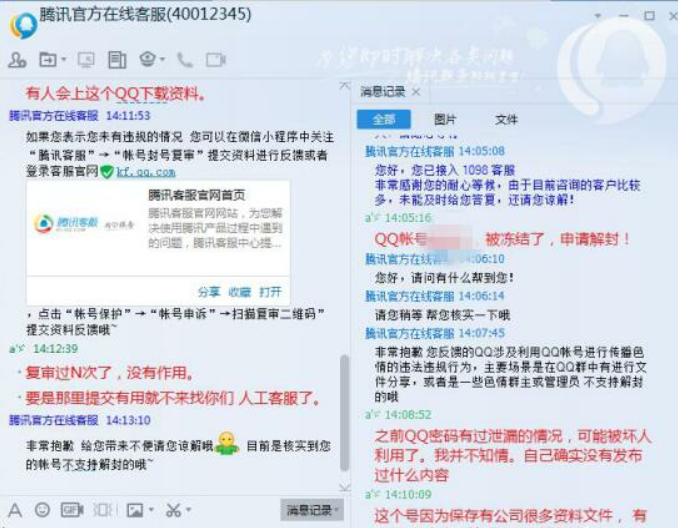 腾讯官方在线客服(40012345)
有人会上这个QQ下载资料。
腾讯官方在线客服 14:11:53
如果您表示您未有违规的情况 您可以在微信小程序中关注
“腾讯客服”→“帐号封号复审”提交资料进行反馈或者
登录客服官网kf.qq.com
腾讯客服官网首页
腾讯客服
腾讯客服官网网站，为您解
决使用腾讯产品过程中遇到
的问题，腾讯客服中心提...
分享 收藏 打开
，点击“帐号保护”→“帐号申诉”→扫描复审二维码”
提交资料反馈哦~
14:12:39
·复审过N次了，没有作用。
·要是那里提交有用就不来找你们 人工客服了。
腾讯官方在线客服 14:13:10
非常抱歉 给您带来不便请您谅解哦 目前是核实到您
的帐号不支持解封的哦~
消息记录
消息记录 ×
全部 图片 文件
腾讯官方在线客服 14:05:08
您好，您已接入 1098 客服
非常感谢您的耐心等候，由于目前咨询的客户比较
多，未能及时给您答复，还请您谅解！
14:05:16
QQ帐号 被冻结了，申请解封！
腾讯官方在线客服 14:06:10
您好，请问有什么帮到您！
腾讯官方在线客服 14:06:14
请您稍等 帮您核实一下哦
腾讯官方在线客服 14:07:45
非常抱歉 您反馈的QQ涉及利用QQ帐号进行传播色
情的违法违规行为，主要场景是在QQ群中有进行文
件分享，或者是一些色情群主或管理员 不支持解封
的哦
14:08:52
之前QQ密码有过泄漏的情况，可能被坏人
利用了。我并不知情。自己确实没有发布
过什么内容
14:10:09
这个号因为保存有公司很多资料文件， 有